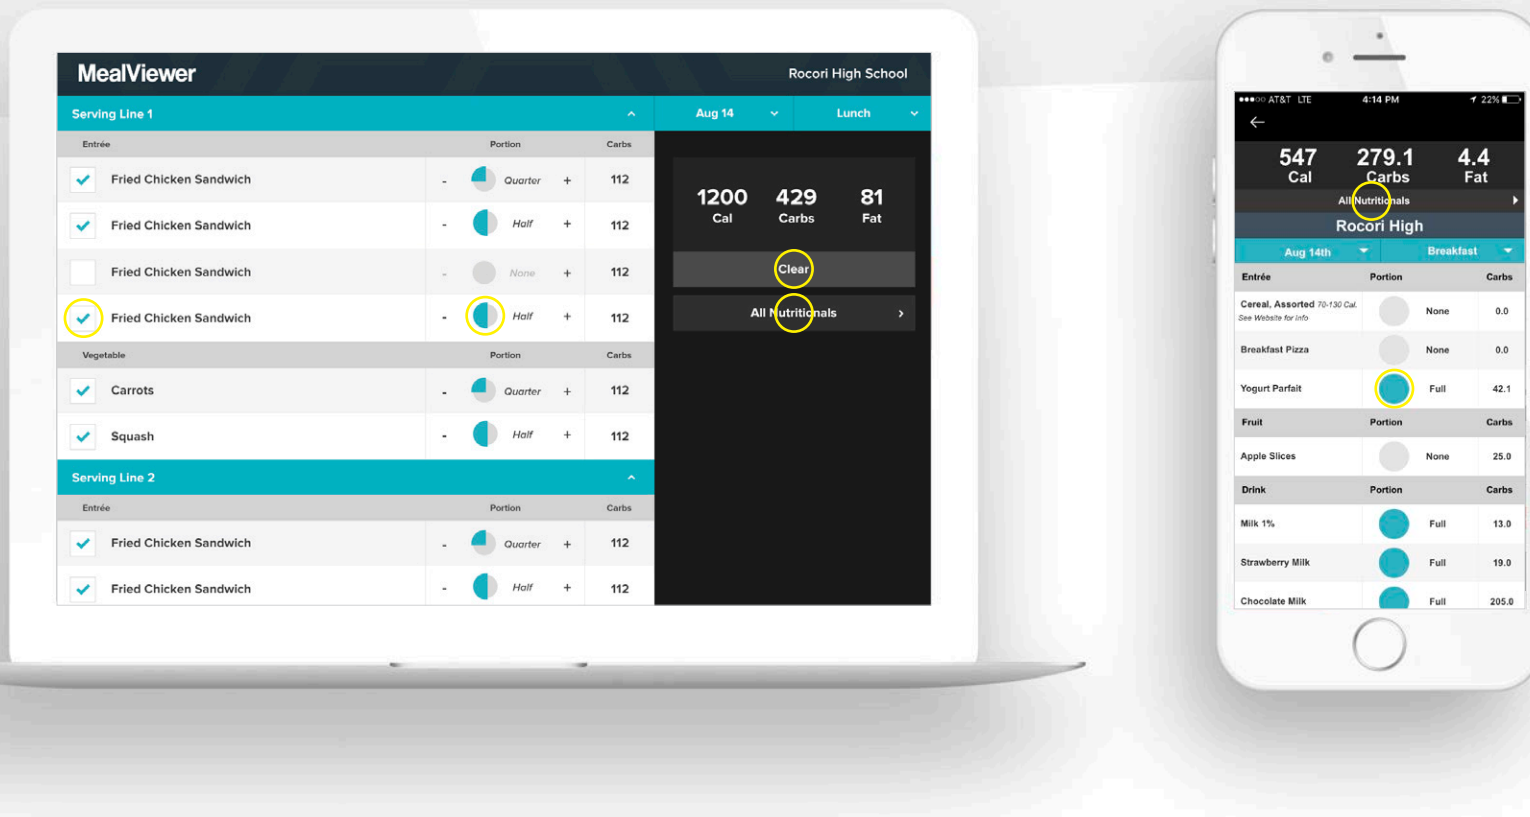 MealViewer
Rocori High School
Serving Line 1
Aug 14
Lunch
Entrée Portion Carbs
Fried Chicken Sandwich - Quarter + 112
Fried Chicken Sandwich - Half + 112
Fried Chicken Sandwich - None + 112
Fried Chicken Sandwich - Half + 112
Vegetable Portion Carbs
Carrots - Quarter + 112
Squash - Half + 112
Serving Line 2
Entrée Portion Carbs
Fried Chicken Sandwich - Quarter + 112
Fried Chicken Sandwich - Half + 112
1200 429 81
Cal Carbs Fat
Clear
All Nutritionals
AT&T LTE 4:14 PM 22%
547 279.1 4.4
Cal Carbs Fat
All Nutritionals
Rocori High
Aug 14th Breakfast
Entrée Portion Carbs
Cereal, Assorted 70-130 Cal. None 0.0
See Website for info
Breakfast Pizza None 0.0
Yogurt Parfait Full 42.1
Fruit Portion Carbs
Apple Slices None 25.0
Drink Portion Carbs
Milk 1% Full 13.0
Strawberry Milk Full 19.0
Chocolate Milk Full 205.0